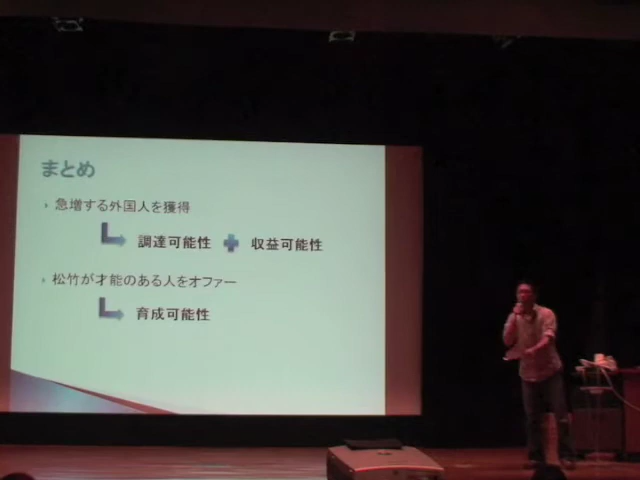 まとめ
急増する外国人を獲得
調達可能性 + 収益可能性
松竹が才能のある人をオファー
育成可能性